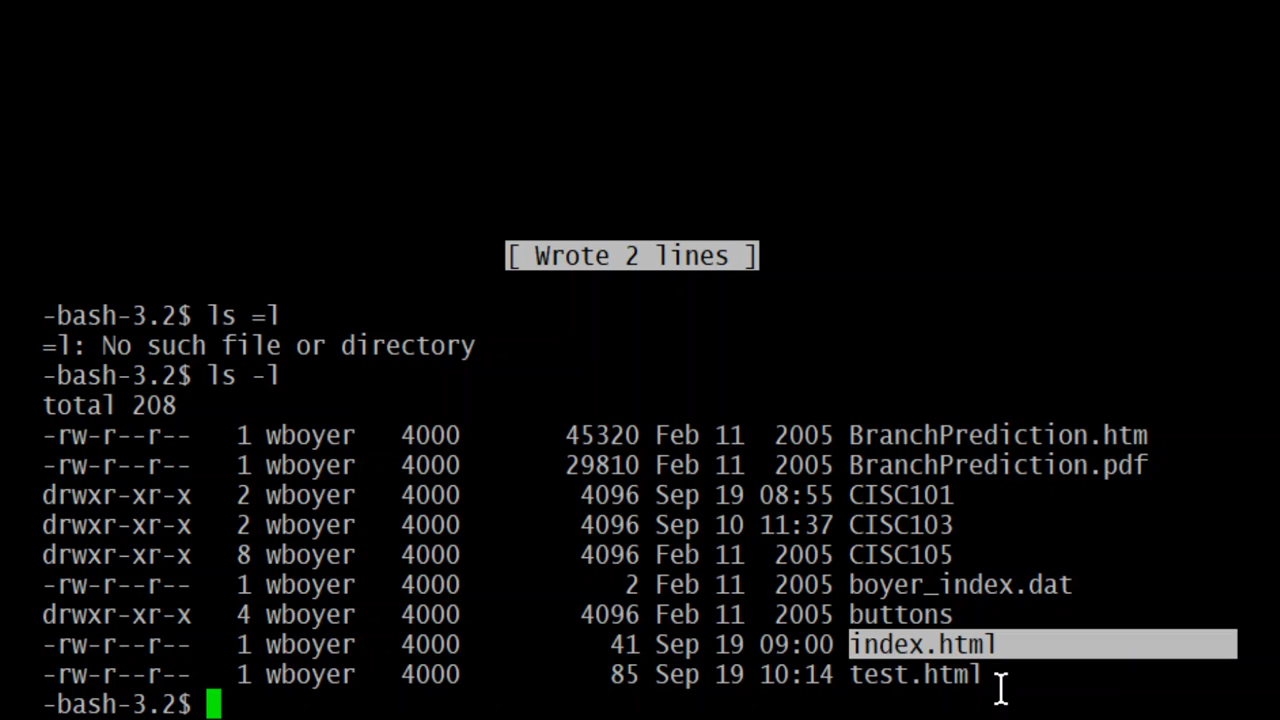 [ Wrote 2 lines ]
-bash-3.2$ ls =l
=l: No such file or directory
-bash-3.2$ ls -l
total 208
-rw-r--r--   1 wboyer   4000           45320 Feb 11  2005 BranchPrediction.htm
-rw-r--r--   1 wboyer   4000           29810 Feb 11  2005 BranchPrediction.pdf
drwxr-xr-x   2 wboyer   4000            4096 Sep 19 08:55 CISC101
drwxr-xr-x   2 wboyer   4000            4096 Sep 10 11:37 CISC103
drwxr-xr-x   8 wboyer   4000            4096 Feb 11  2005 CISC105
-rw-r--r--   1 wboyer   4000               2 Feb 11  2005 boyer_index.dat
drwxr-xr-x   4 wboyer   4000            4096 Feb 11  2005 buttons
-rw-r--r--   1 wboyer   4000              41 Sep 19 09:00 index.html
-rw-r--r--   1 wboyer   4000              85 Sep 19 10:14 test.html
-bash-3.2$